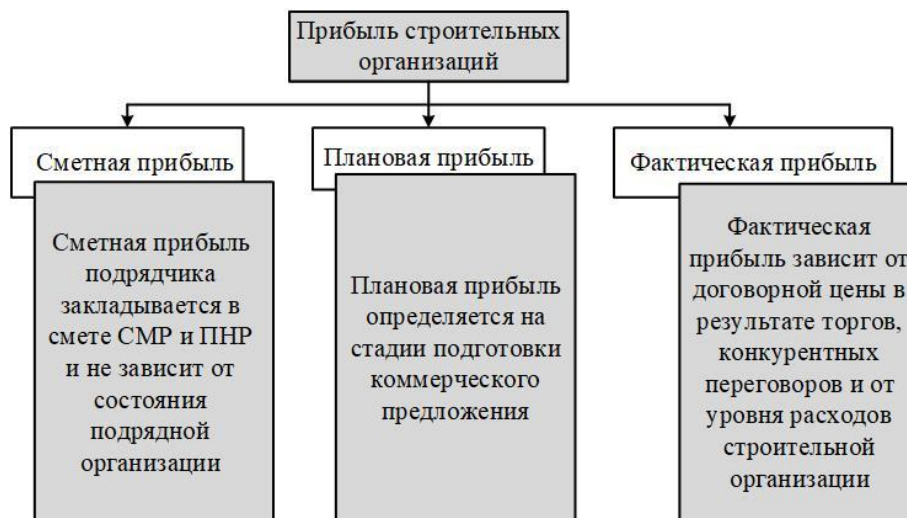 Прибыль строительных
организаций
Сметная прибыль
Плановая прибыль
Фактическая прибыль
Сметная прибыль
подрядчика
закладывается в
смете СМР и ПНР
и не зависит от
состояния
подрядной
организации
Плановая прибыль
определяется на
стадии подготовки
коммерческого
предложения
Фактическая
прибыль зависит от
договорной цены в
результате торгов,
конкурентных
переговоров и от
уровня расходов
строительной
организации